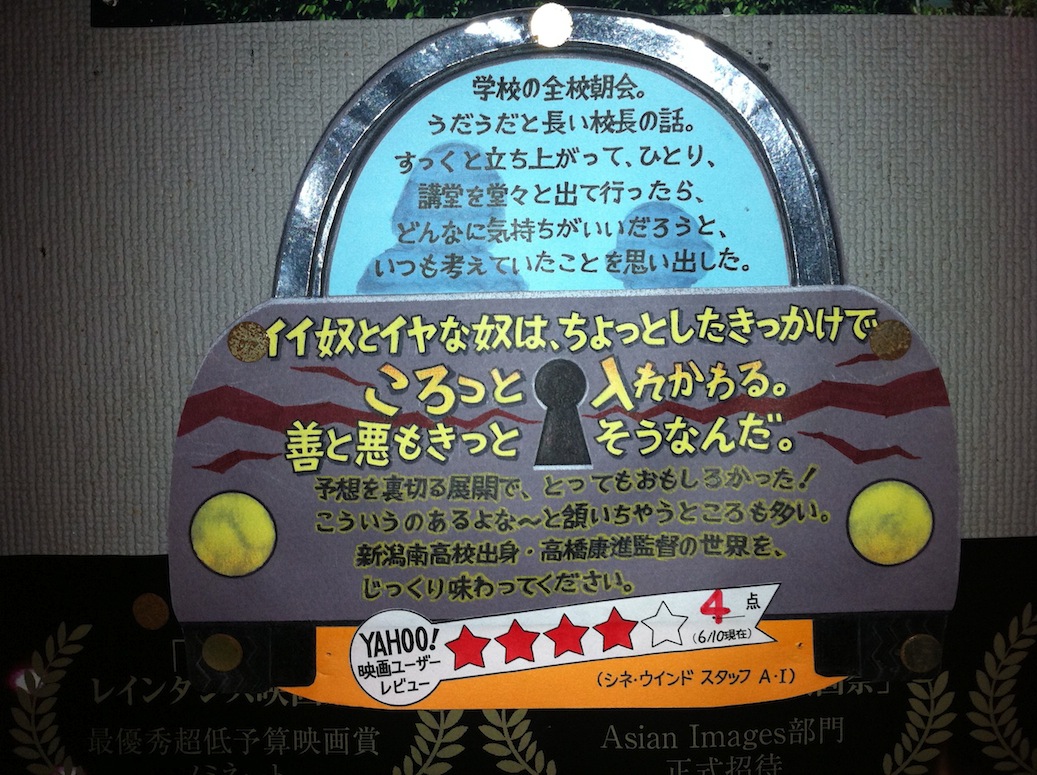 学校の全校朝会。
うだうだと長い校長の話。
すっくと立ち上がって、ひとり、
講堂を堂々と出て行ったら、
どんなに気持ちがいいだろうと、
いつも考えていたことを思い出した。
イイ奴とイヤな奴は、ちょっとしたきっかけで
ころっと入れかわる。
善と悪もきっとそうなんだ。
予想を裏切る展開で、とってもおもしろかった!
こういうのあるよな〜と頷いちゃうところも多い。
新潟南高校出身・高橋康進監督の世界を、
じっくり味わってください。
YAHOO!
映画ユーザー
レビュー
4点
(6/10現在)
(シネ・ウインド スタッフ A・I)
レインダンス映
最優秀超低予算映画賞
ノミネート
」
Asian Images部門
正式招待